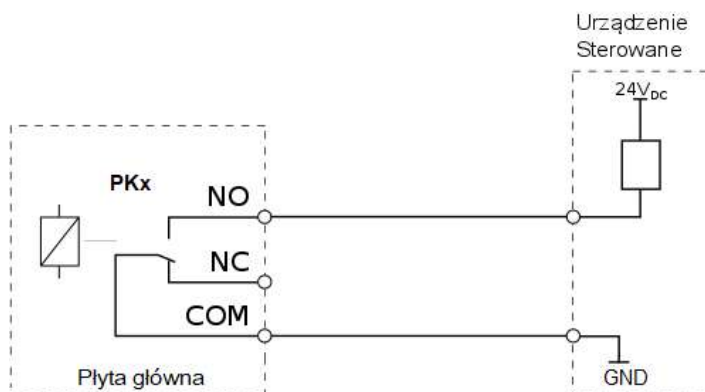 Urządzenie
Sterowane
24VDC
PKx
NO
NC
COM
Płyta główna
GND